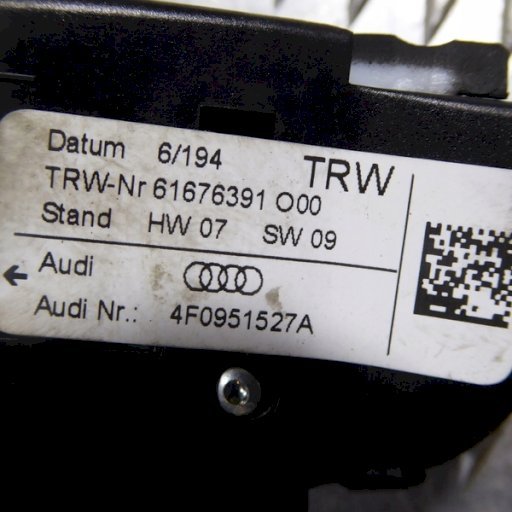 Datum 6/194 TRW
TRW-Nr 61676391 O00
Stand HW 07 SW 09
Audi
Audi Nr.: 4F0951527A